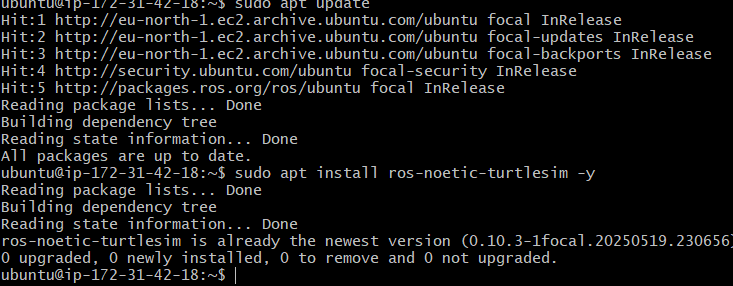 ubuntu@ip-172-31-42-18:~$ sudo apt update
Hit:1 http://eu-north-1.ec2.archive.ubuntu.com/ubuntu focal InRelease
Hit:2 http://eu-north-1.ec2.archive.ubuntu.com/ubuntu focal-updates InRelease
Hit:3 http://eu-north-1.ec2.archive.ubuntu.com/ubuntu focal-backports InRelease
Hit:4 http://security.ubuntu.com/ubuntu focal-security InRelease
Hit:5 http://packages.ros.org/ros/ubuntu focal InRelease
Reading package lists... Done
Building dependency tree
Reading state information... Done
All packages are up to date.
ubuntu@ip-172-31-42-18:~$ sudo apt install ros-noetic-turtlesim -y
Reading package lists... Done
Building dependency tree
Reading state information... Done
ros-noetic-turtlesim is already the newest version (0.10.3-1focal.20250519.230656)
0 upgraded, 0 newly installed, 0 to remove and 0 not upgraded.
ubuntu@ip-172-31-42-18:~$